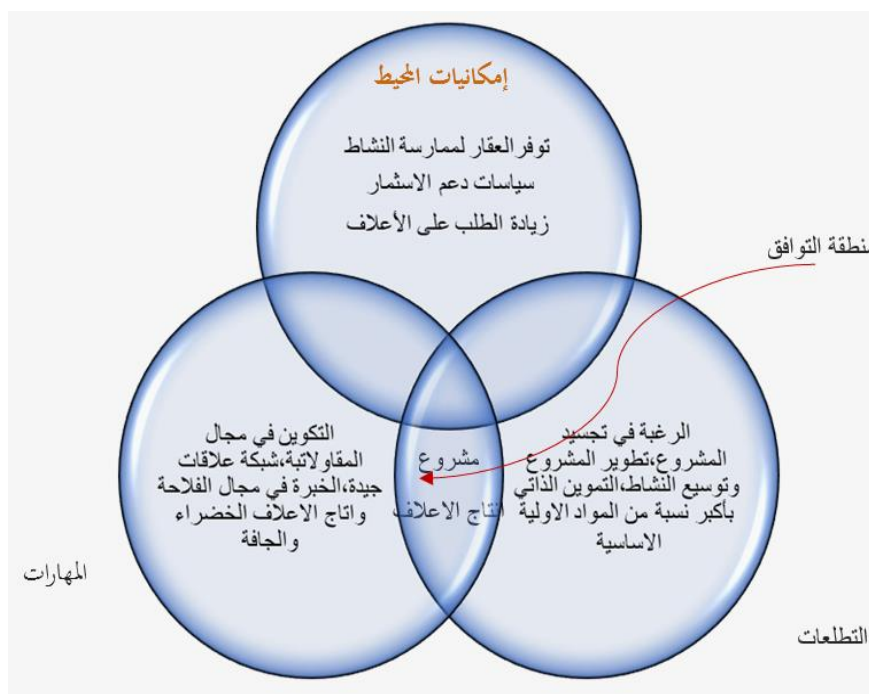 إمكانيات المحيط
توفر العقار لممارسة النشاط
سياسات دعم الاسثمار
زيادة الطلب على الأعلاف
منطقة التوافق
الرغبة في تجسيد
المشروع،تطوير المشروع
وتوسيع النشاط،التموين الذاتي
بأكبر نسبة من المواد الاولية
الاساسية
مشروع
انتاج الاعلاف
التكوين في مجال
المقاولاتية،شبكة علاقات
جيدة،الخبرة في مجال الفلاحة
واتاج الاعلاف الخضراء
والجافة
المهارات
التطلعات